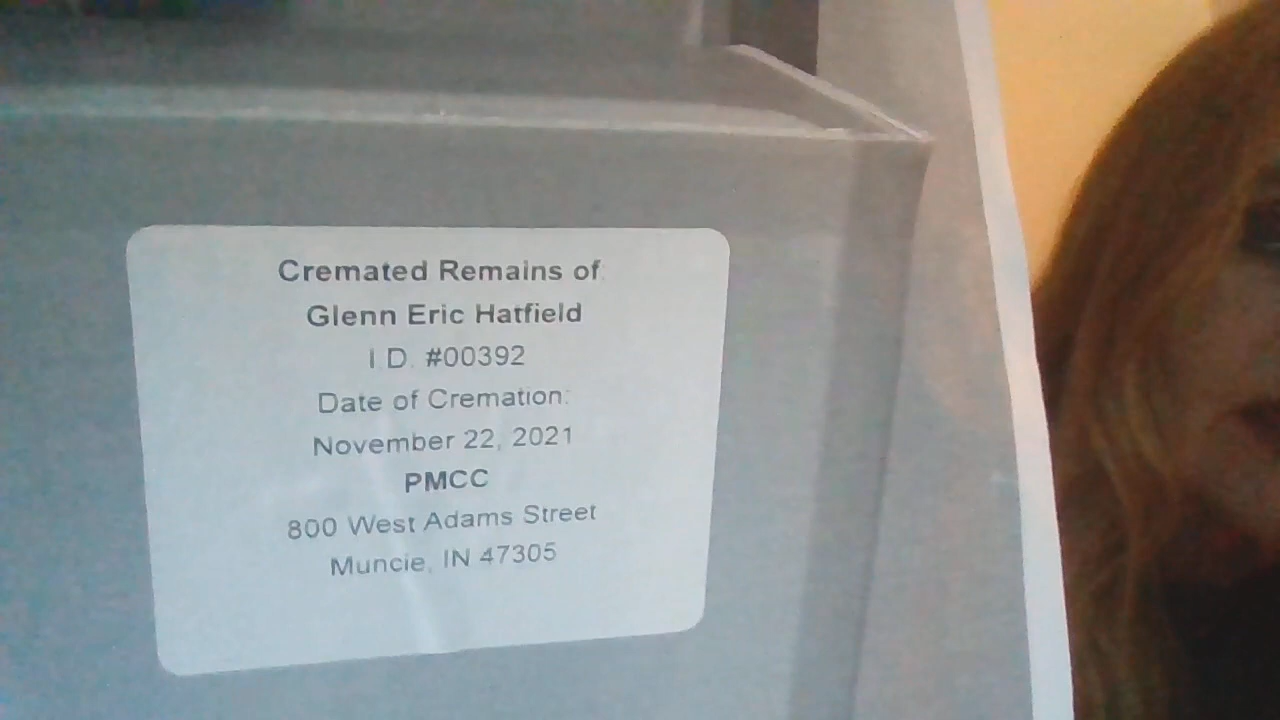 Cremated Remains of
Glenn Eric Hatfield
I.D. #00392
Date of Cremation:
November 22, 2021
PMCC
800 West Adams Street
Muncie, IN 47305